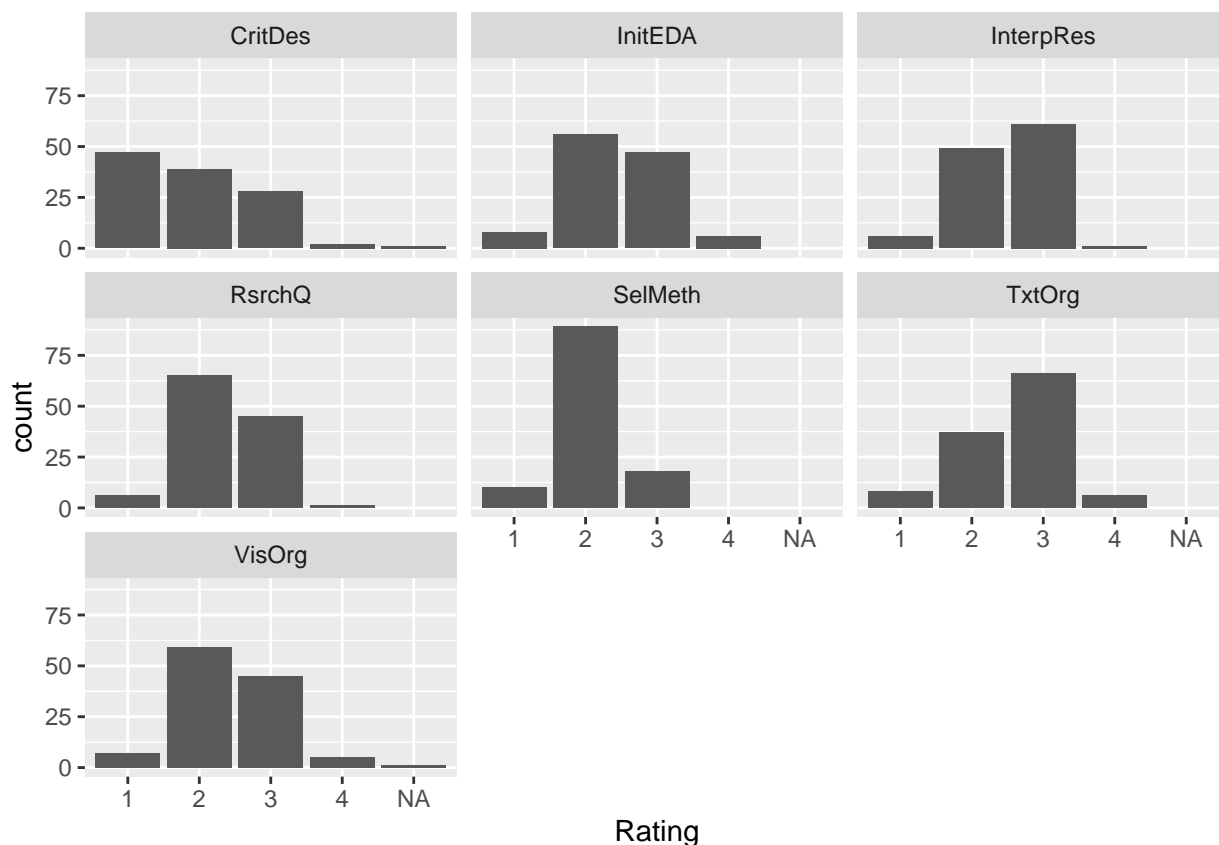 CritDes InitEDA InterpRes
75
50
25
0
RsrchQ SelMeth TxtOrg
75
50
25
0
1 2 3 4 NA 1 2 3 4 NA
VisOrg
75
50
25
0
1 2 3 4 NA
count
Rating